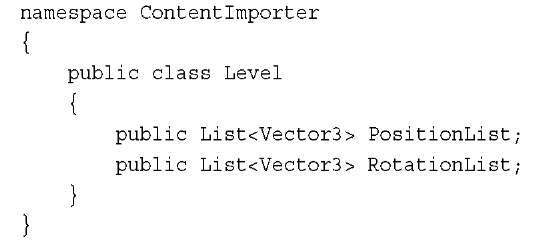 namespace ContentImporter
{
    public class Level
    {
        public List<Vector3> PositionList;
        public List<Vector3> RotationList;
    }
}